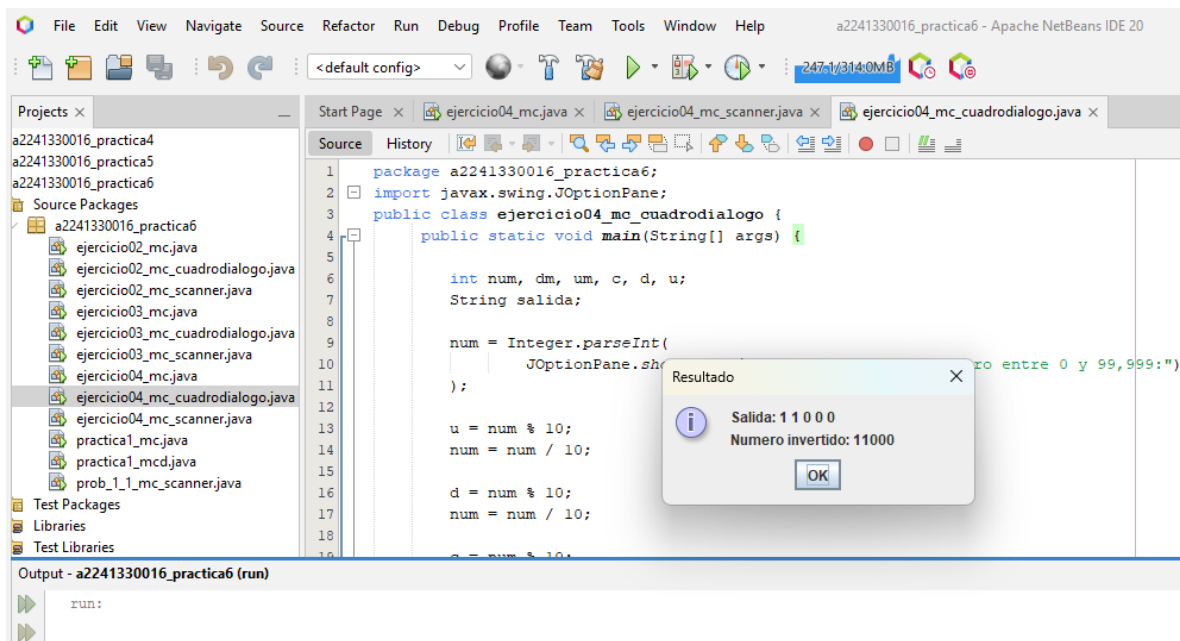 File Edit View Navigate Source Refactor Run Debug Profile Team Tools Window Help a2241330016_practica6 - Apache NetBeans IDE 20
<default config> 247.1/314.0MB
Projects
a2241330016_practica4
a2241330016_practica5
a2241330016_practica6
Source Packages
a2241330016_practica6
ejercicio02_mc.java
ejercicio02_mc_cuadrodialogo.java
ejercicio02_mc_scanner.java
ejercicio03_mc.java
ejercicio03_mc_cuadrodialogo.java
ejercicio03_mc_scanner.java
ejercicio04_mc.java
ejercicio04_mc_cuadrodialogo.java
ejercicio04_mc_scanner.java
practica1_mc.java
practica1_mcd.java
prob_1_1_mc_scanner.java
Test Packages
Libraries
Test Libraries
Start Page ejercicio04_mc.java ejercicio04_mc_scanner.java ejercicio04_mc_cuadrodialogo.java
Source History
1 package a2241330016_practica6;
2 import javax.swing.JOptionPane;
3 public class ejercicio04_mc_cuadrodialogo {
4 public static void main(String[] args) {
5
6 int num, dm, um, c, d, u;
7 String salida;
8
9 num = Integer.parseInt(
10 JOptionPane.sho ro entre 0 y 99,999:")
11 );
12
13 u = num % 10;
14 num = num / 10;
15
16 d = num % 10;
17 num = num / 10;
18
19 c = num % 10;
Resultado
Salida: 1 1 0 0 0
Numero invertido: 11000
OK
Output - a2241330016_practica6 (run)
run: